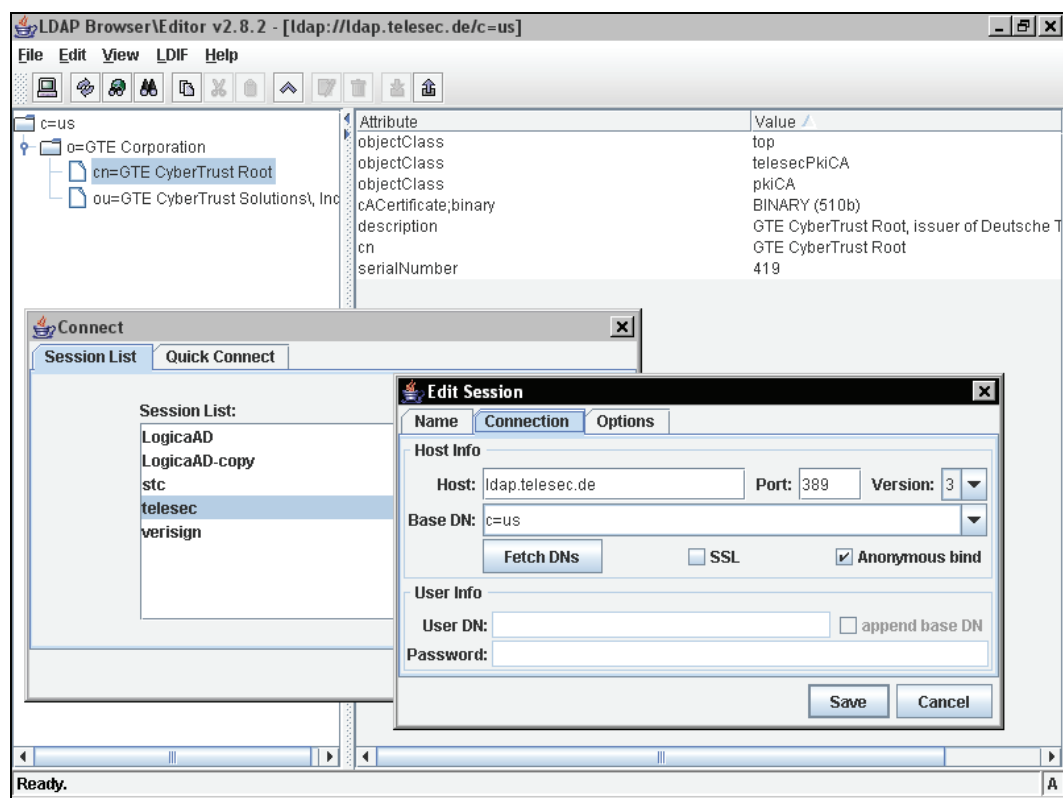 LDAP Browser\Editor v2.8.2 - [ldap://ldap.telesec.de/c=us]
File Edit View LDIF Help
c=us
o=GTE Corporation
cn=GTE CyberTrust Root
ou=GTE CyberTrust Solutions\, Inc
Attribute Value
objectClass top
objectClass telesecPkiCA
objectClass pkiCA
cACertificate;binary BINARY (510b)
description GTE CyberTrust Root, issuer of Deutsche T
cn GTE CyberTrust Root
serialNumber 419
Connect
Session List Quick Connect
Session List:
LogicaAD
LogicaAD-copy
stc
telesec
verisign
Edit Session
Name Connection Options
Host Info
Host: ldap.telesec.de Port: 389 Version: 3
Base DN: c=us
Fetch DNs SSL Anonymous bind
User Info
User DN: append base DN
Password:
Save Cancel
Ready. A